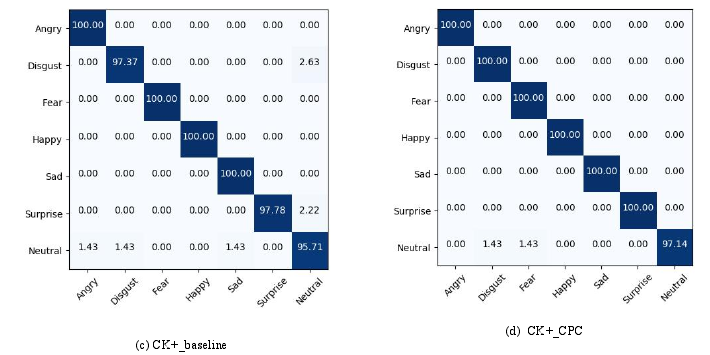 Angry 100.00 0.00 0.00 0.00 0.00 0.00 0.00
Disgust 0.00 97.37 0.00 0.00 0.00 0.00 2.63
Fear 0.00 0.00 100.00 0.00 0.00 0.00 0.00
Happy 0.00 0.00 0.00 100.00 0.00 0.00 0.00
Sad 0.00 0.00 0.00 0.00 100.00 0.00 0.00
Surprise 0.00 0.00 0.00 0.00 0.00 97.78 2.22
Neutral 1.43 1.43 0.00 0.00 1.43 0.00 95.71
Angry Disgust Fear Happy Sad Surprise Neutral
(c) CK+_baseline
Angry 100.00 0.00 0.00 0.00 0.00 0.00 0.00
Disgust 0.00 100.00 0.00 0.00 0.00 0.00 0.00
Fear 0.00 0.00 100.00 0.00 0.00 0.00 0.00
Happy 0.00 0.00 0.00 100.00 0.00 0.00 0.00
Sad 0.00 0.00 0.00 0.00 100.00 0.00 0.00
Surprise 0.00 0.00 0.00 0.00 0.00 100.00 0.00
Neutral 0.00 1.43 1.43 0.00 0.00 0.00 97.14
Angry Disgust Fear Happy Sad Surprise Neutral
(d) CK+_CPC